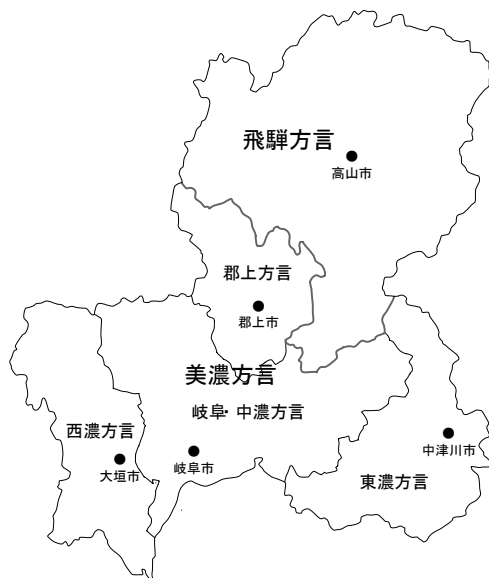 飛騨方言
高山市
郡上方言
郡上市
美濃方言
岐阜・中濃方言
西濃方言
岐阜市
大垣市
中津川市
東濃方言